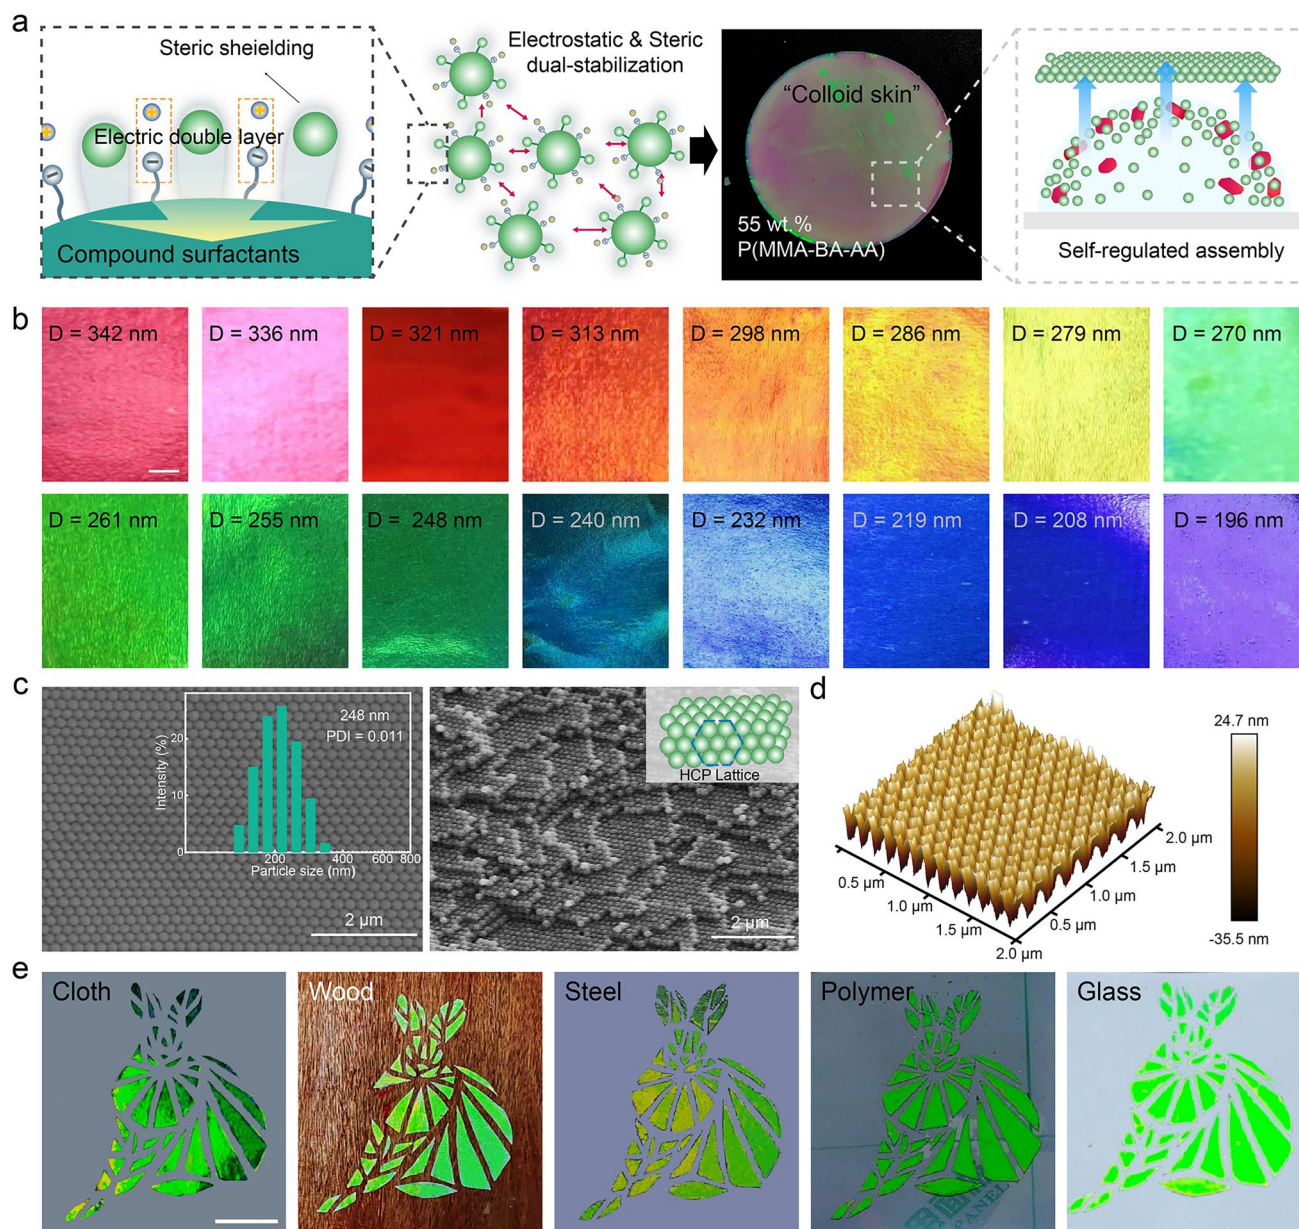 a
Steric sheielding
Electric double layer
Compound surfactants
Electrostatic & Steric
dual-stabilization
"Colloid skin"
55 wt.%
P(MMA-BA-AA)
Self-regulated assembly
b
D = 342 nm
D = 336 nm
D = 321 nm
D = 313 nm
D = 298 nm
D = 286 nm
D = 279 nm
D = 270 nm
D = 261 nm
D = 255 nm
D = 248 nm
D = 240 nm
D = 232 nm
D = 219 nm
D = 208 nm
D = 196 nm
c
248 nm
PDI = 0.011
Intensity (%)
20
10
0
200
400
600
800
Particle size (nm)
2 μm
HCP Lattice
2 μm
d
24.7 nm
-35.5 nm
0.5 μm
1.0 μm
1.5 μm
2.0 μm
0.5 μm
1.0 μm
1.5 μm
2.0 μm
e
Cloth
Wood
Steel
Polymer
Glass